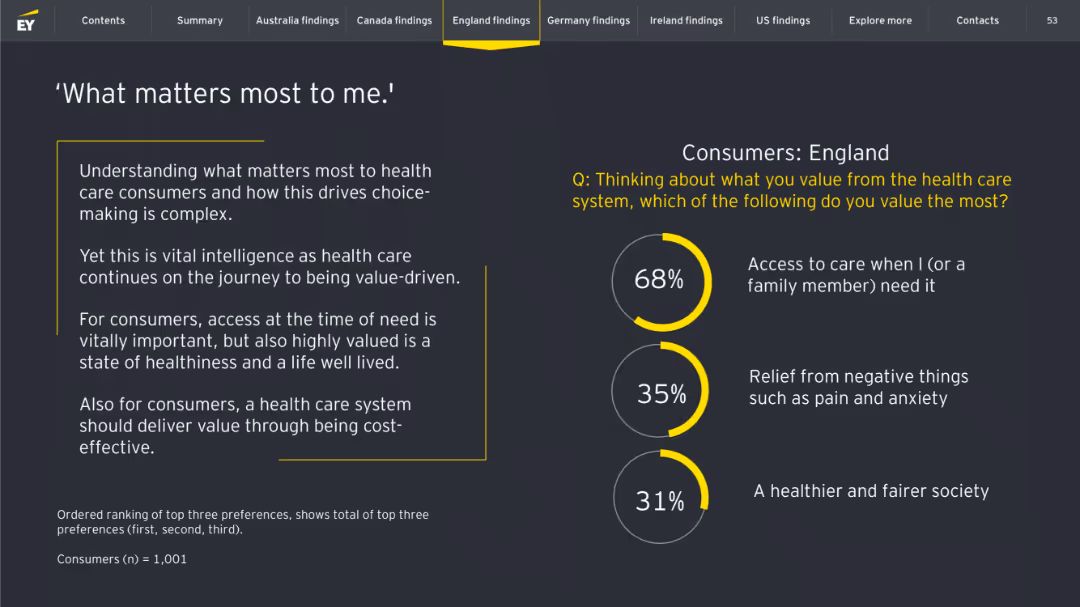 EY
Contents
Summary
Australia findings
Canada findings
England findings
Germany findings
Ireland findings
US findings
Explore more
Contacts
53
‘What matters most to me.'
Understanding what matters most to health
care consumers and how this drives choice-
making is complex.
Yet this is vital intelligence as health care
continues on the journey to being value-driven.
For consumers, access at the time of need is
vitally important, but also highly valued is a
state of healthiness and a life well lived.
Also for consumers, a health care system
should deliver value through being cost-
effective.
Ordered ranking of top three preferences, shows total of top three
preferences (first, second, third).
Consumers (n) = 1,001
Consumers: England
Q: Thinking about what you value from the health care
system, which of the following do you value the most?
68%
Access to care when I (or a
family member) need it
35%
Relief from negative things
such as pain and anxiety
31%
A healthier and fairer society